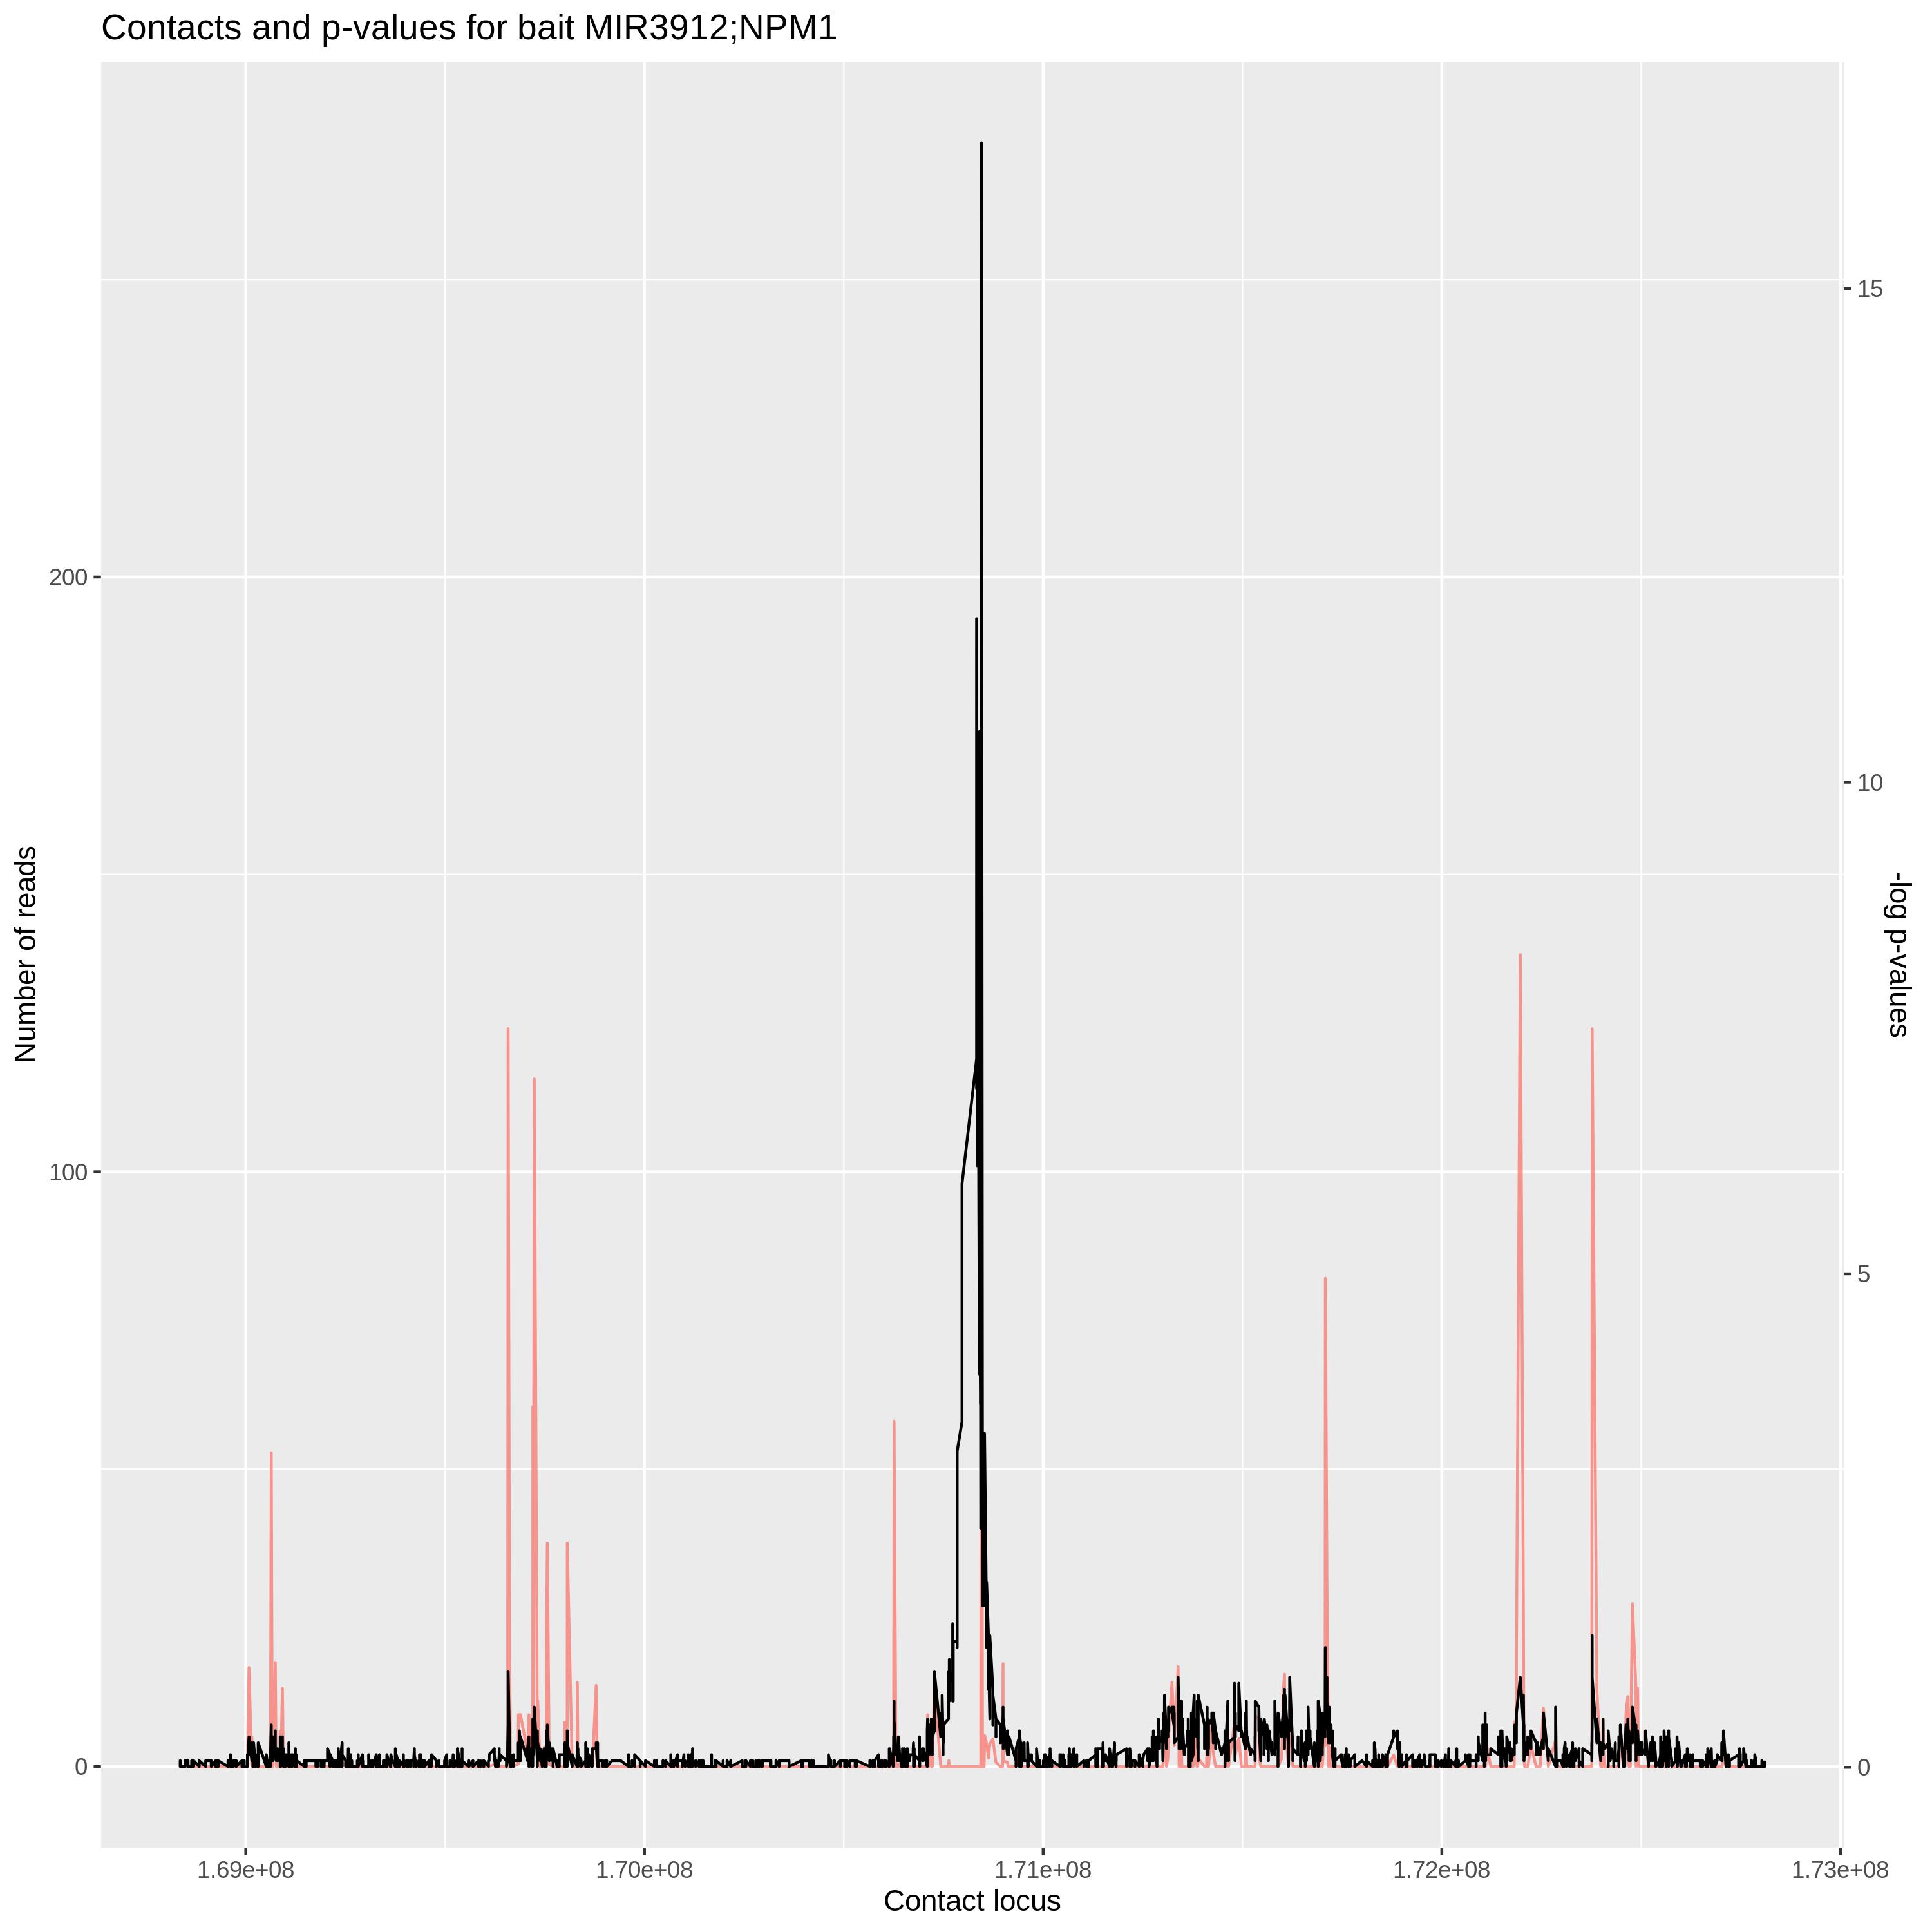 Contacts and p-values for bait MIR3912;NPM1
Number of reads
200
100
0
15
10
5
0
-log p-values
1.69e+08
1.70e+08
1.71e+08
1.72e+08
1.73e+08
Contact locus